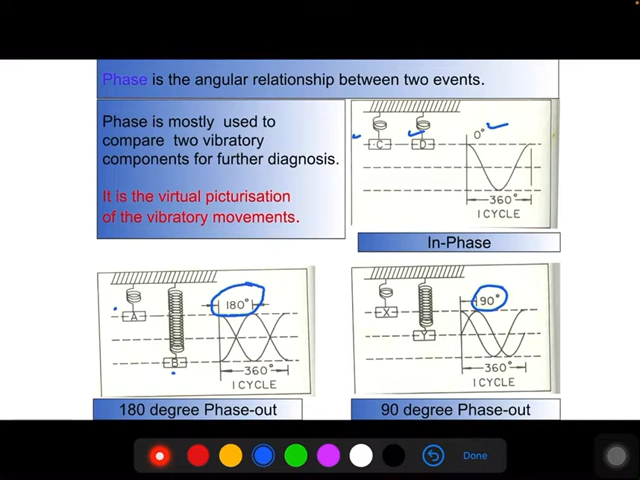 Phase is the angular relationship between two events.
Phase is mostly used to
compare two vibratory
components for further diagnosis.
It is the virtual picturisation
of the vibratory movements.
C
D
0°
360°
1 CYCLE
In-Phase
A
B
180°
360°
1 CYCLE
180 degree Phase-out
X
Y
90°
360°
1 CYCLE
90 degree Phase-out
Done